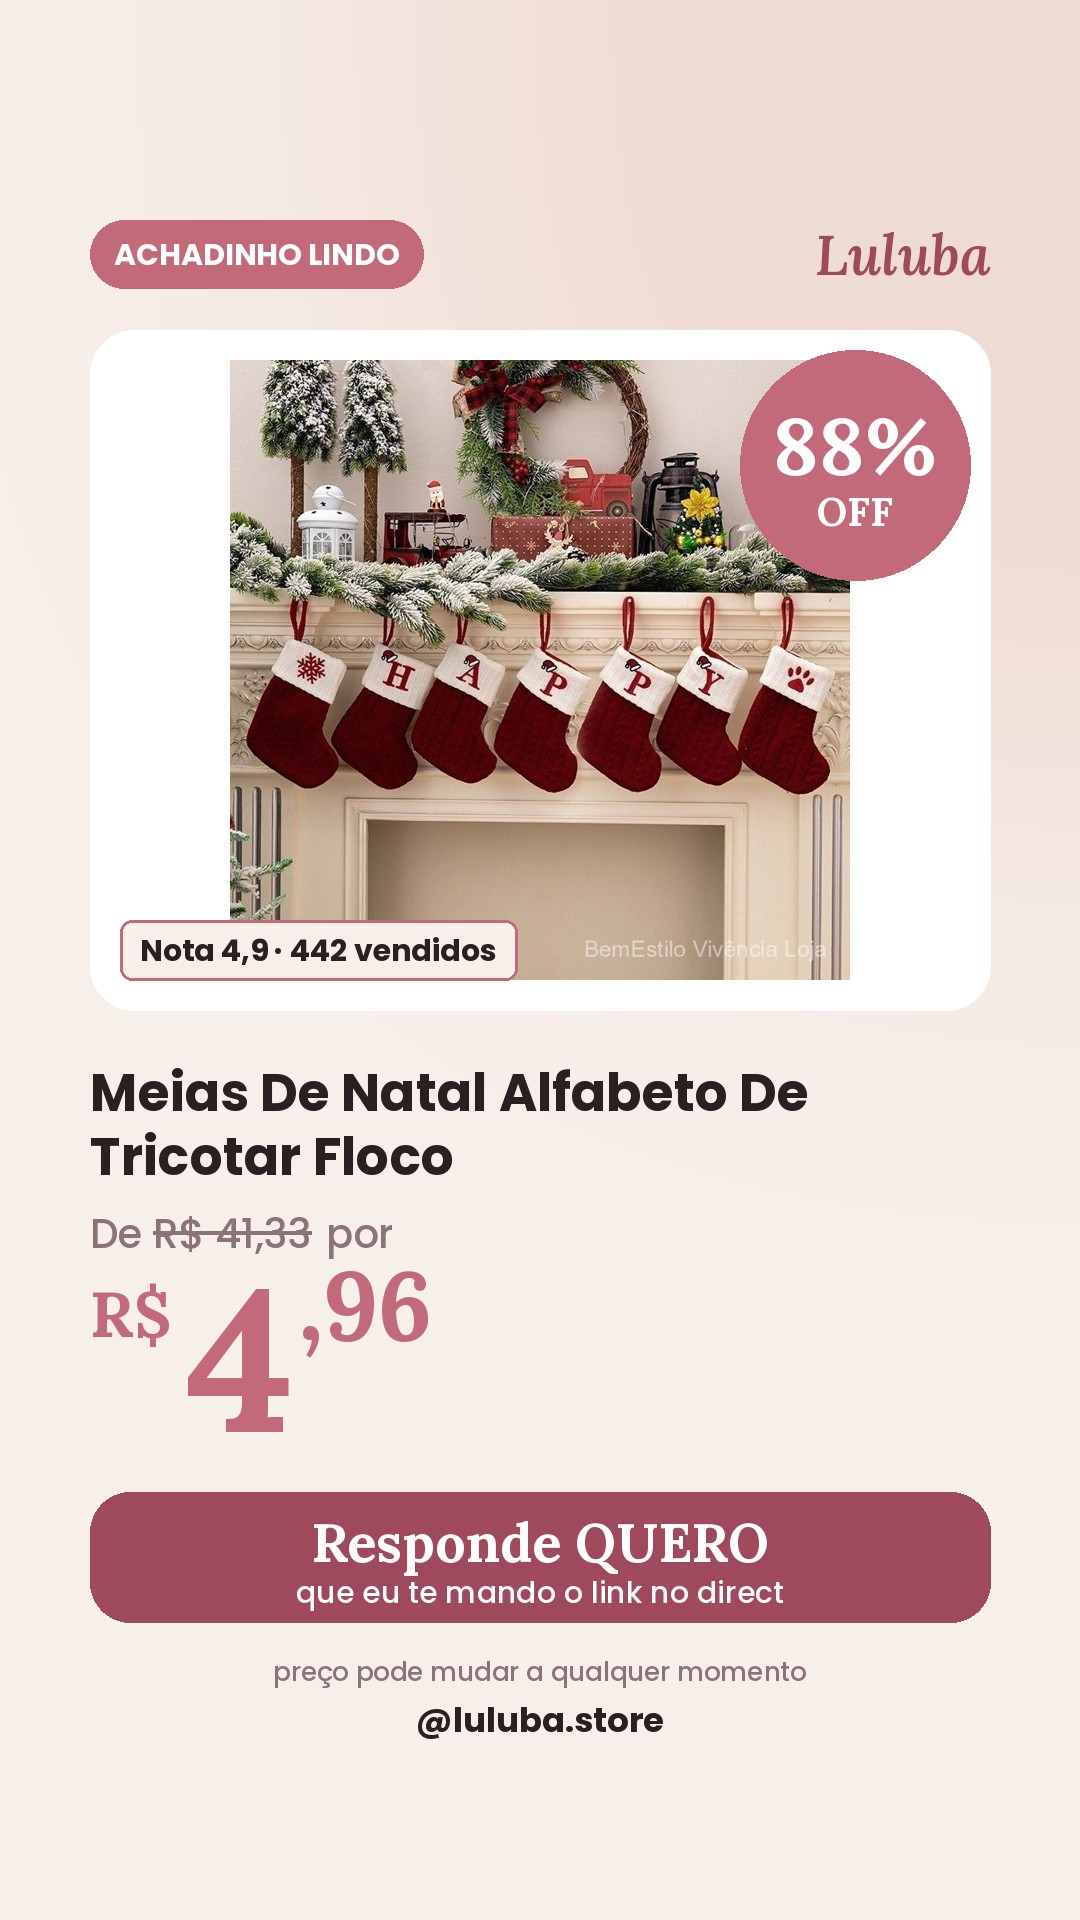 ACHADINHO LINDO
Luluba
88%
OFF
H A P P Y
Nota 4,9 · 442 vendidos
BemEstilo Vivência Loja
Meias De Natal Alfabeto De
Tricotar Floco
De R$ 41,33 por
R$ 4,96
Responde QUERO
que eu te mando o link no direct
preço pode mudar a qualquer momento
@luluba.store